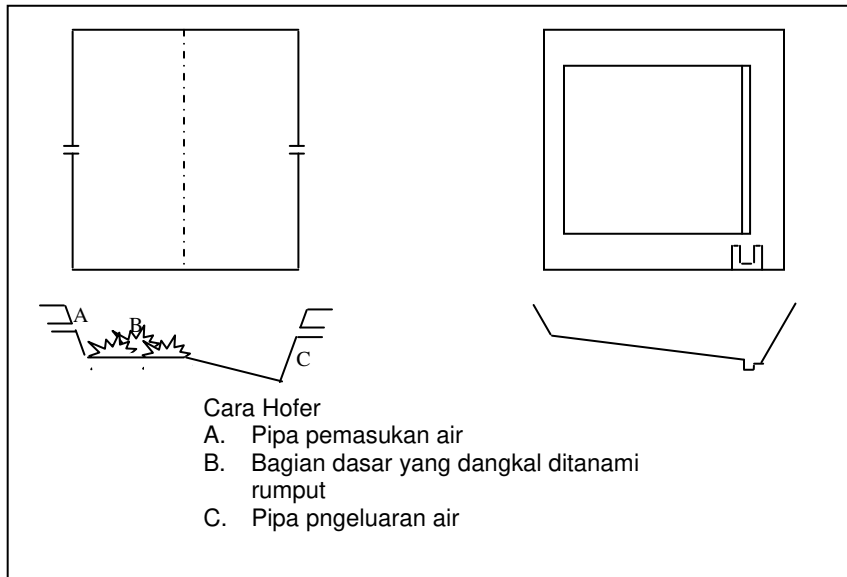 A
B
C
Cara Hofer
A. Pipa pemasukan air
B. Bagian dasar yang dangkal ditanami
rumput
C. Pipa pngeluaran air